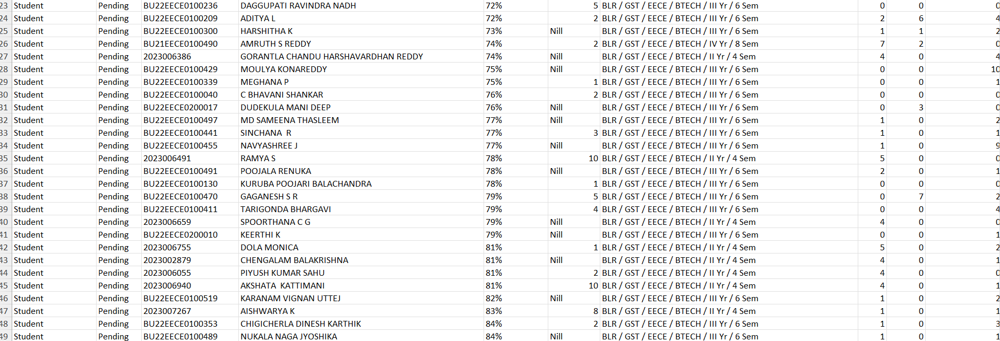 23 Student Pending BU22EECE0100236 DAGGUPATI RAVINDRA NADH 72% 5 BLR / GST / EECE / BTECH / III Yr / 6 Sem 0 0 0
24 Student Pending BU22EECE0100209 ADITYA L 72% 2 BLR / GST / EECE / BTECH / III Yr / 6 Sem 2 6 4
25 Student Pending BU22EECE0100300 HARSHITHA K 73% Nill BLR / GST / EECE / BTECH / III Yr / 6 Sem 1 1 2
26 Student Pending BU21EECE0100490 AMRUTH S REDDY 74% 2 BLR / GST / EECE / BTECH / IV Yr / 8 Sem 7 2 0
27 Student Pending 2023006386 GORANTLA CHANDU HARSHAVARDHAN REDDY 74% Nill BLR / GST / EECE / BTECH / II Yr / 4 Sem 4 0 4
28 Student Pending BU22EECE0100429 MOULYA KONAREDDY 75% Nill BLR / GST / EECE / BTECH / III Yr / 6 Sem 0 0 10
29 Student Pending BU22EECE0100339 MEGHANA P 75% 1 BLR / GST / EECE / BTECH / III Yr / 6 Sem 0 0 1
30 Student Pending BU22EECE0100040 C BHAVANI SHANKAR 76% 2 BLR / GST / EECE / BTECH / III Yr / 6 Sem 0 0 0
31 Student Pending BU22EECE0200017 DUDEKULA MANI DEEP 76% Nill BLR / GST / EECE / BTECH / III Yr / 6 Sem 0 3 0
32 Student Pending BU22EECE0100497 MD SAMEENA THASLEEM 77% Nill BLR / GST / EECE / BTECH / III Yr / 6 Sem 1 0 2
33 Student Pending BU22EECE0100441 SINCHANA  R 77% 3 BLR / GST / EECE / BTECH / III Yr / 6 Sem 1 0 1
34 Student Pending BU22EECE0100455 NAVYASHREE J 77% Nill BLR / GST / EECE / BTECH / III Yr / 6 Sem 1 0 9
35 Student Pending 2023006491 RAMYA S 78% 10 BLR / GST / EECE / BTECH / II Yr / 4 Sem 5 0 0
36 Student Pending BU22EECE0100491 POOJALA RENUKA 78% Nill BLR / GST / EECE / BTECH / III Yr / 6 Sem 2 0 1
37 Student Pending BU22EECE0100130 KURUBA POOJARI BALACHANDRA 78% 1 BLR / GST / EECE / BTECH / III Yr / 6 Sem 0 0 0
38 Student Pending BU22EECE0100470 GAGANESH S R 79% 5 BLR / GST / EECE / BTECH / III Yr / 6 Sem 0 7 2
39 Student Pending BU22EECE0100411 TARIGONDA BHARGAVI 79% 4 BLR / GST / EECE / BTECH / III Yr / 6 Sem 0 0 4
40 Student Pending 2023006659 SPOORTHANA C G 79% Nill BLR / GST / EECE / BTECH / II Yr / 4 Sem 4 0 0
41 Student Pending BU22EECE0200010 KEERTHI K 79% Nill BLR / GST / EECE / BTECH / III Yr / 6 Sem 0 0 1
42 Student Pending 2023006755 DOLA MONICA 81% 1 BLR / GST / EECE / BTECH / II Yr / 4 Sem 5 0 2
43 Student Pending 2023002879 CHENGALAM BALAKRISHNA 81% Nill BLR / GST / EECE / BTECH / II Yr / 4 Sem 4 0 1
44 Student Pending 2023006055 PIYUSH KUMAR SAHU 81% 2 BLR / GST / EECE / BTECH / II Yr / 4 Sem 4 0 0
45 Student Pending 2023006940 AKSHATA  KATTIMANI 81% 10 BLR / GST / EECE / BTECH / II Yr / 4 Sem 4 0 1
46 Student Pending BU22EECE0100519 KARANAM VIGNAN UTTEJ 82% Nill BLR / GST / EECE / BTECH / III Yr / 6 Sem 1 0 2
47 Student Pending 2023007267 AISHWARYA K 83% 8 BLR / GST / EECE / BTECH / II Yr / 4 Sem 1 0 1
48 Student Pending BU22EECE0100353 CHIGICHERLA DINESH KARTHIK 84% 2 BLR / GST / EECE / BTECH / III Yr / 6 Sem 1 0 3
49 Student Pending BU22EECE0100489 NUKALA NAGA JYOSHIKA 84% Nill BLR / GST / EECE / BTECH / III Yr / 6 Sem 1 0 1